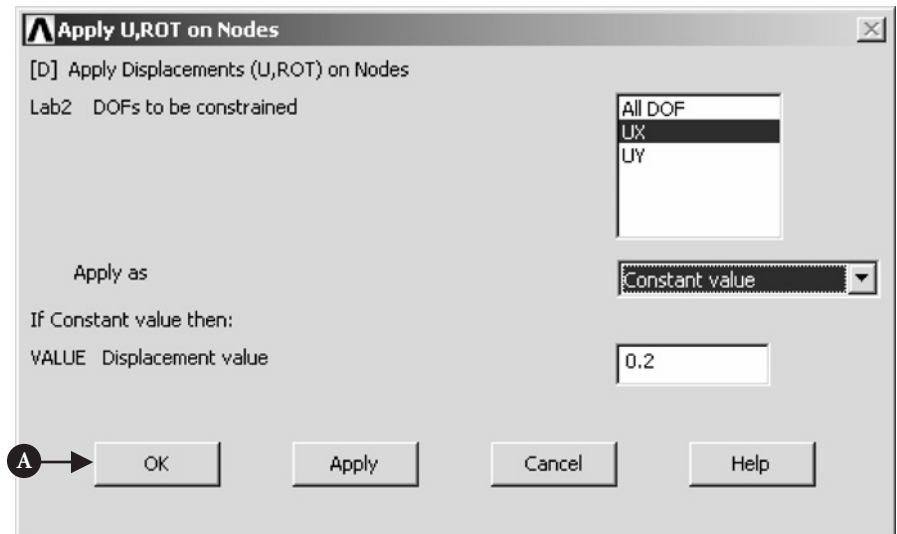 Apply U,ROT on Nodes
[D] Apply Displacements (U,ROT) on Nodes
Lab2 DOFs to be constrained
All DOF
UX
UY
Apply as
Constant value
If Constant value then:
VALUE Displacement value
0.2
A
OK
Apply
Cancel
Help